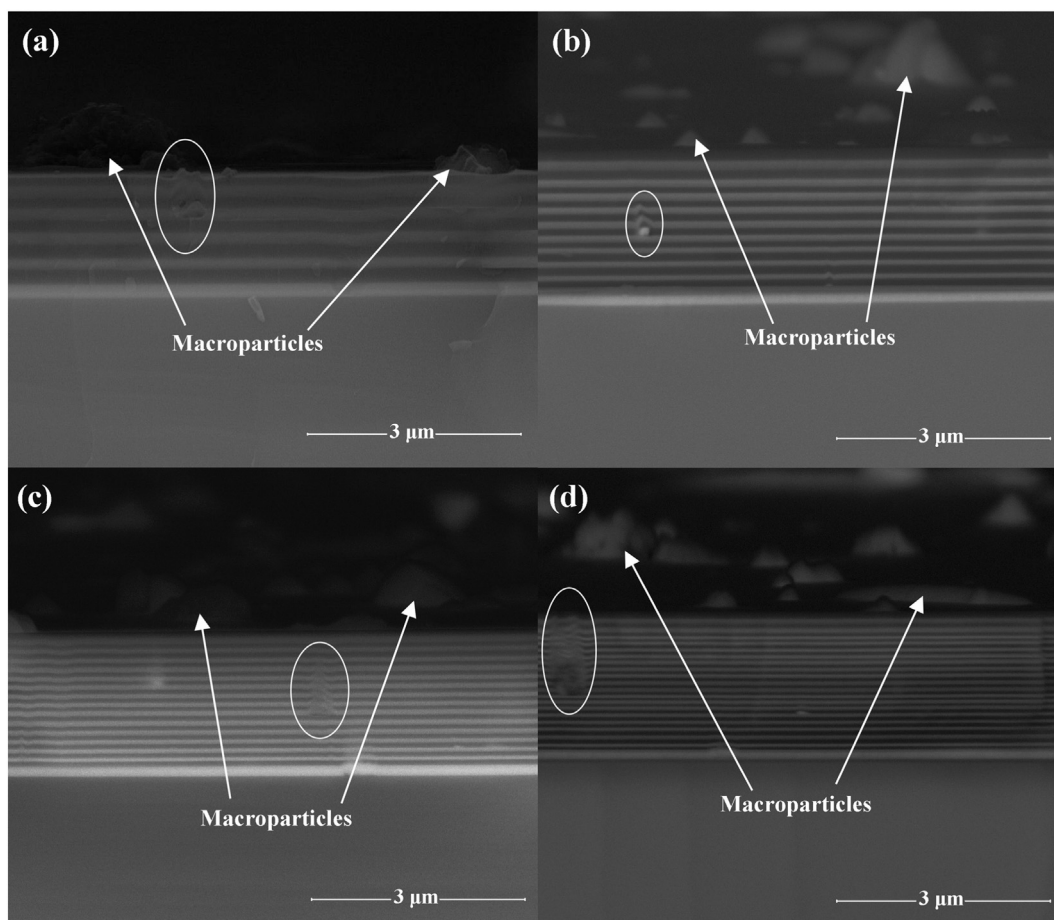 (a)
Macroparticles
3 μm
(b)
Macroparticles
3 μm
(c)
Macroparticles
3 μm
(d)
Macroparticles
3 μm